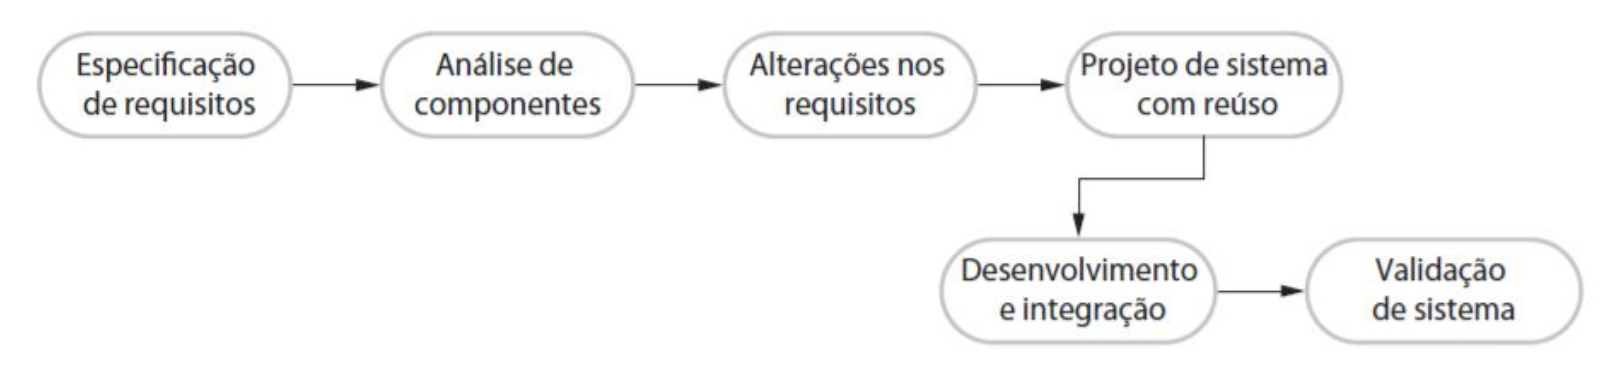 Especificação
de requisitos
Análise de
componentes
Alterações nos
requisitos
Projeto de sistema
com reúso
Desenvolvimento
e integração
Validação
de sistema